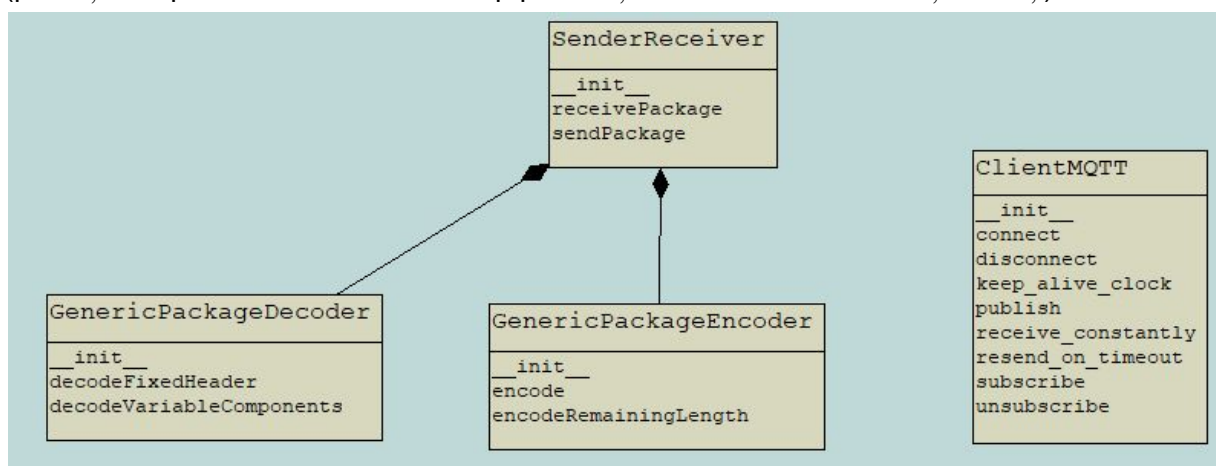 SenderReceiver
__init__
receivePackage
sendPackage
ClientMQTT
__init__
connect
disconnect
keep_alive_clock
publish
receive_constantly
resend_on_timeout
subscribe
unsubscribe
GenericPackageDecoder
__init__
decodeFixedHeader
decodeVariableComponents
GenericPackageEncoder
__init__
encode
encodeRemainingLength